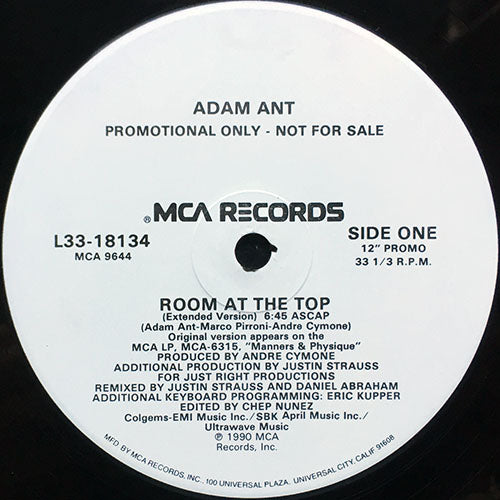 ADAM ANT
PROMOTIONAL ONLY - NOT FOR SALE
® MCA RECORDS
L33-18134
MCA 9644
SIDE ONE
12" PROMO
33 1/3 R.P.M.
ROOM AT THE TOP
(Extended Version) 6:45 ASCAP
(Adam Ant-Marco Pirroni-Andre Cymone)
Original version appears on the
MCA LP, MCA-6315, "Manners & Physique"
PRODUCED BY ANDRE CYMONE
ADDITIONAL PRODUCTION BY JUSTIN STRAUSS
FOR JUST RIGHT PRODUCTIONS
REMIXED BY JUSTIN STRAUSS AND DANIEL ABRAHAM
ADDITIONAL KEYBOARD PROGRAMMING: ERIC KUPPER
EDITED BY CHEP NUNEZ
Colgems-EMI Music Inc./SBK April Music Inc./
Ultrawave Music
℗ 1990 MCA
Records, Inc.
MFD. BY MCA RECORDS, INC., 100 UNIVERSAL PLAZA, UNIVERSAL CITY, CALIF 91608